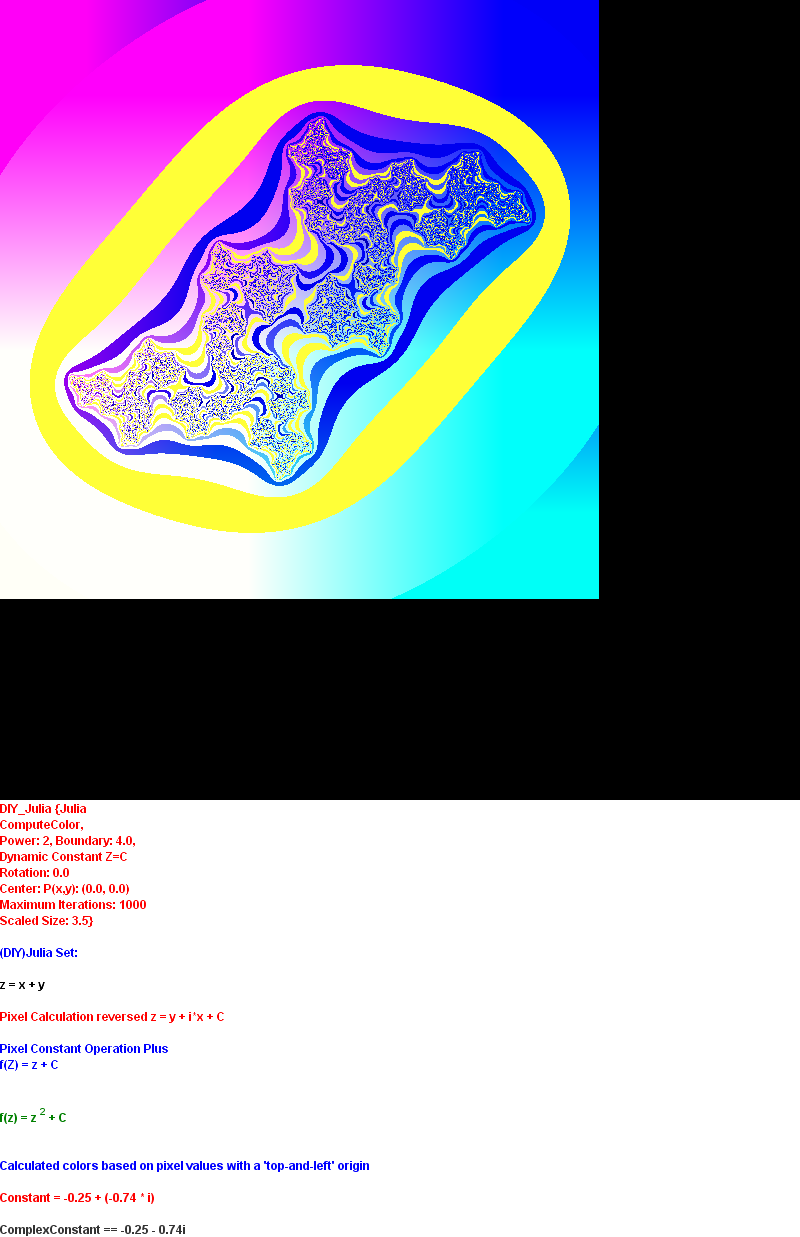 DIY_Julia {Julia
ComputeColor,
Power: 2, Boundary: 4.0,
Dynamic Constant Z=C
Rotation: 0.0
Center: P(x,y): (0.0, 0.0)
Maximum Iterations: 1000
Scaled Size: 3.5}
(DIY)Julia Set:
z = x + y
Pixel Calculation reversed z = y + i*x + C
Pixel Constant Operation Plus
f(Z) = z + C
f(z) = z 2 + C
Calculated colors based on pixel values with a 'top-and-left' origin
Constant = -0.25 + (-0.74 * i)
ComplexConstant == -0.25 - 0.74i